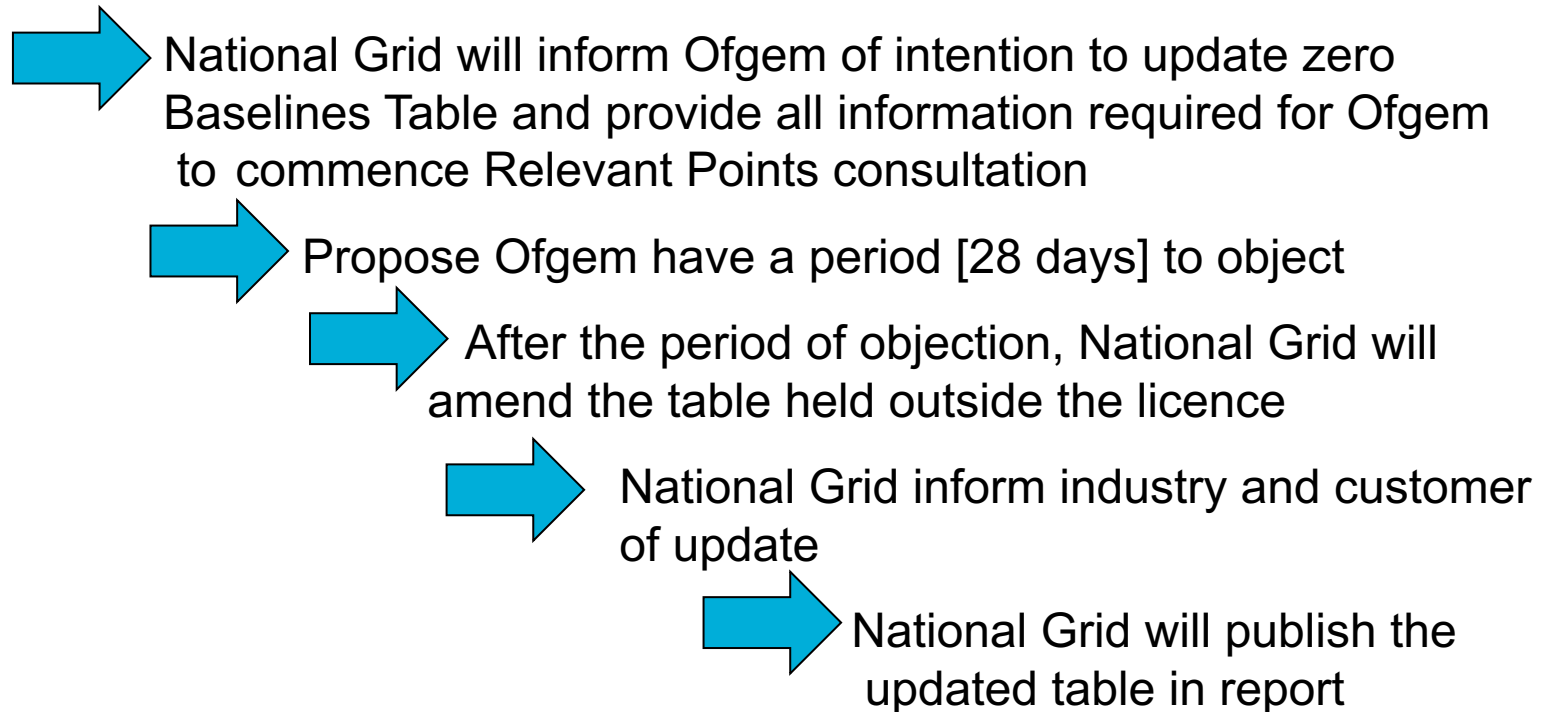 National Grid will inform Ofgem of intention to update zero
Baselines Table and provide all information required for Ofgem
to commence Relevant Points consultation
Propose Ofgem have a period [28 days] to object
After the period of objection, National Grid will
amend the table held outside the licence
National Grid inform industry and customer
of update
National Grid will publish the
updated table in report